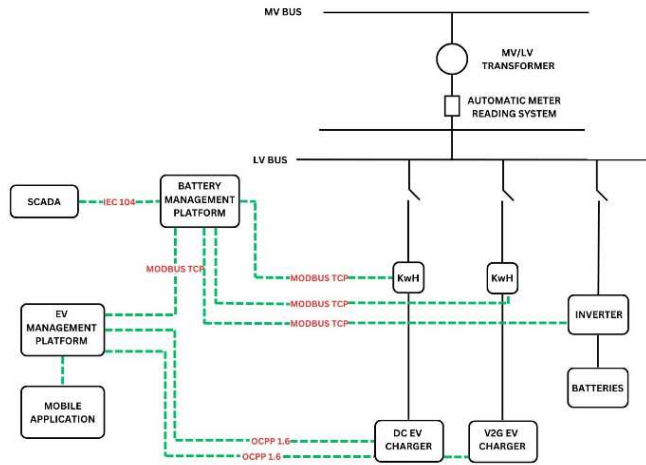 MV BUS
MV/LV
TRANSFORMER
AUTOMATIC METER
READING SYSTEM
LV BUS
SCADA
IEC 104
BATTERY
MANAGEMENT
PLATFORM
MODBUS TCP
MODBUS TCP
KwH
KwH
MODBUS TCP
MODBUS TCP
EV
MANAGEMENT
PLATFORM
INVERTER
MOBILE
APPLICATION
BATTERIES
OCPP 1.6
OCPP 1.6
DC EV
CHARGER
V2G EV
CHARGER